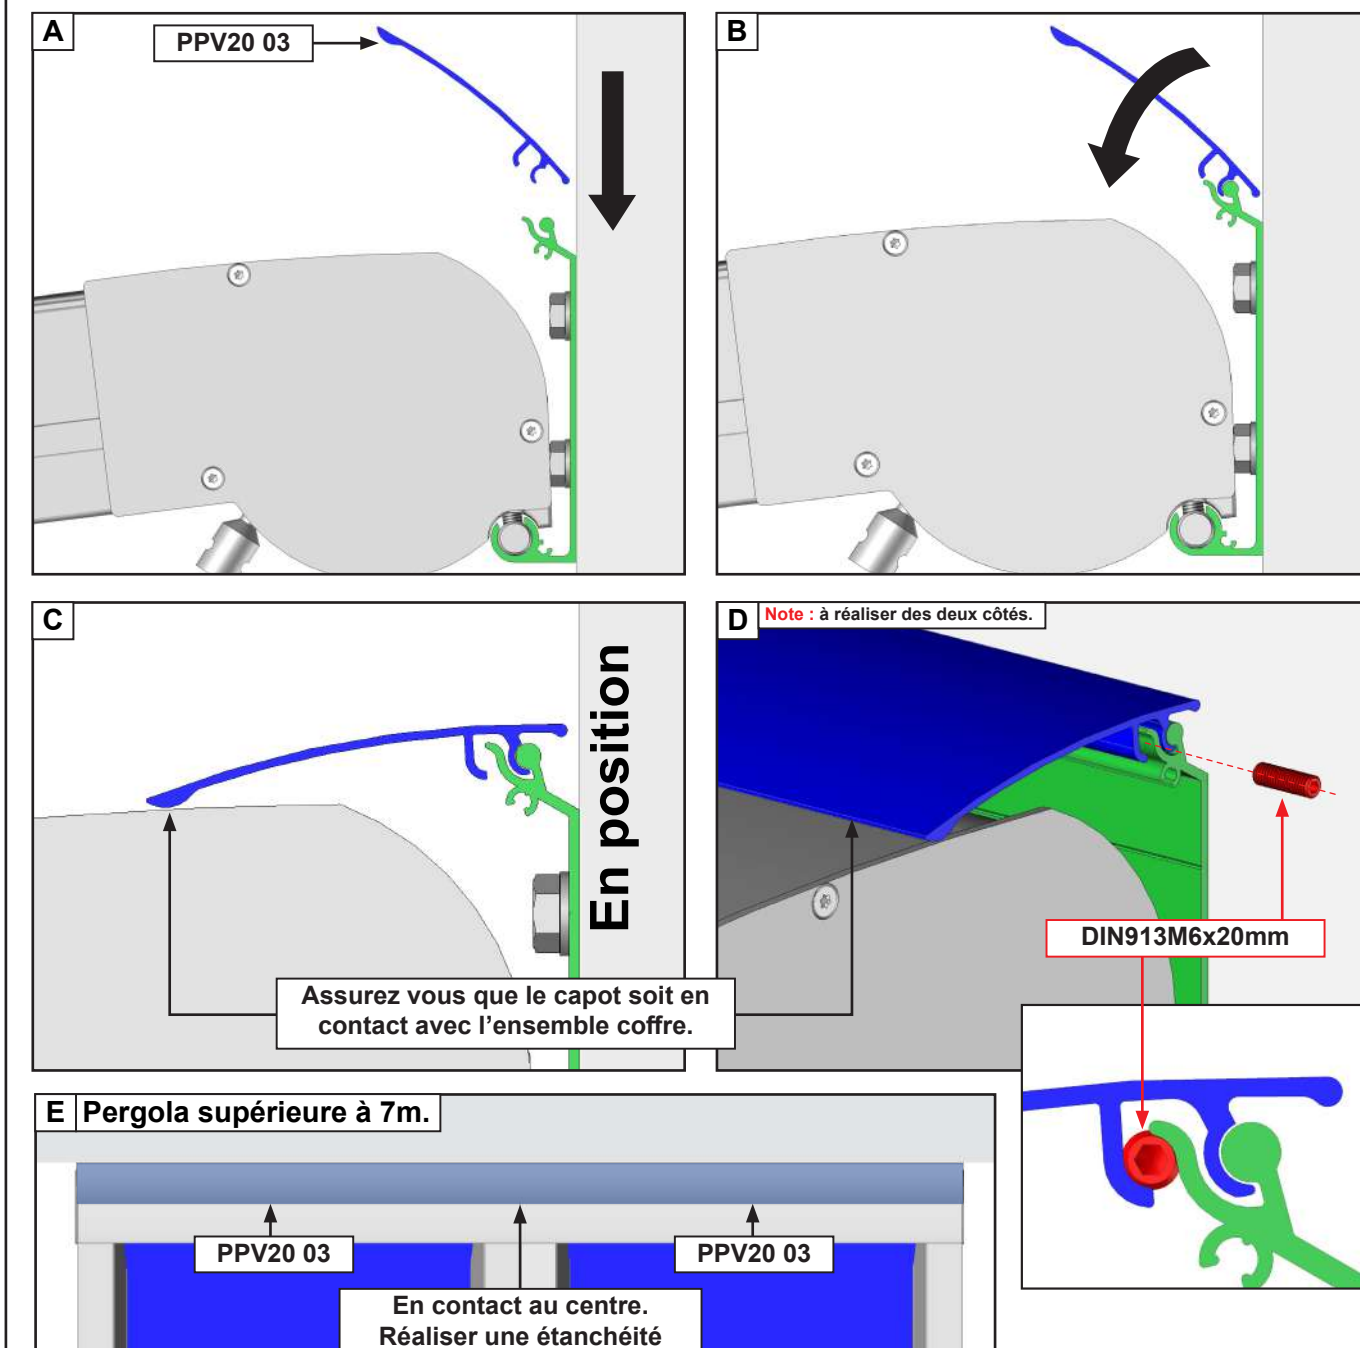 A
PPV20 03
B
C
En position
D
Note : à réaliser des deux côtés.
DIN913M6x20mm
Assurez vous que le capot soit en
contact avec l'ensemble coffre.
E
Pergola supérieure à 7m.
PPV20 03
PPV20 03
En contact au centre.
Réaliser une étanchéité